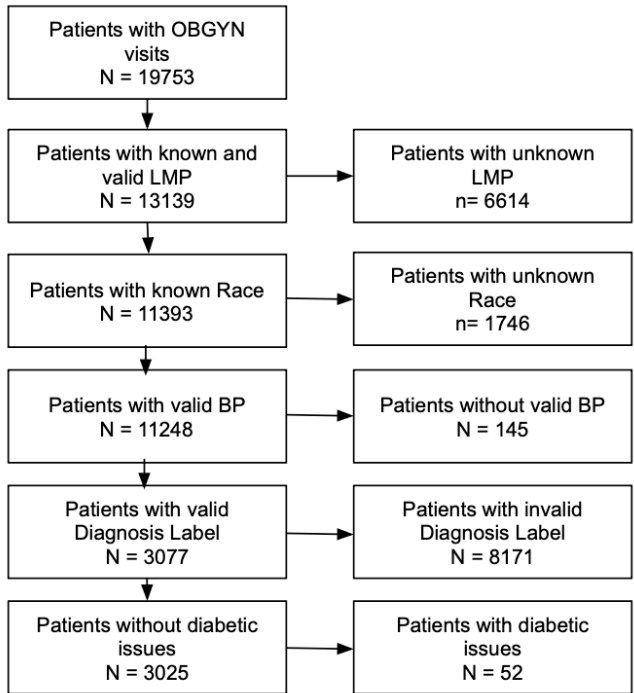 Patients with OBGYN
visits
N = 19753
Patients with known and
valid LMP
N = 13139
Patients with unknown
LMP
n= 6614
Patients with known Race
N = 11393
Patients with unknown
Race
n= 1746
Patients with valid BP
N = 11248
Patients without valid BP
N = 145
Patients with valid
Diagnosis Label
N = 3077
Patients with invalid
Diagnosis Label
N = 8171
Patients without diabetic
issues
N = 3025
Patients with diabetic
issues
N = 52